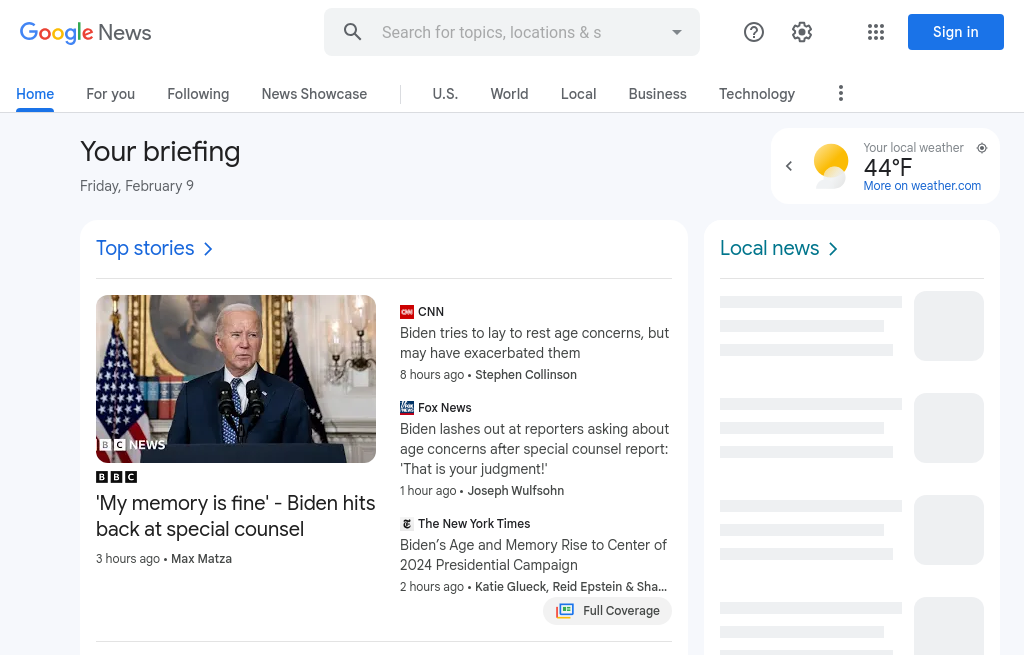 Google News
Search for topics, locations & s
Sign in
Home
For you
Following
News Showcase
U.S.
World
Local
Business
Technology
Your briefing
Friday, February 9
Your local weather
44°F
More on weather.com
Top stories
BBC NEWS
BBC
'My memory is fine' - Biden hits
back at special counsel
3 hours ago • Max Matza
CNN
Biden tries to lay to rest age concerns, but
may have exacerbated them
8 hours ago • Stephen Collinson
Fox News
Biden lashes out at reporters asking about
age concerns after special counsel report:
'That is your judgment!'
1 hour ago • Joseph Wulfsohn
The New York Times
Biden’s Age and Memory Rise to Center of
2024 Presidential Campaign
2 hours ago • Katie Glueck, Reid Epstein & Sha...
Full Coverage
Local news